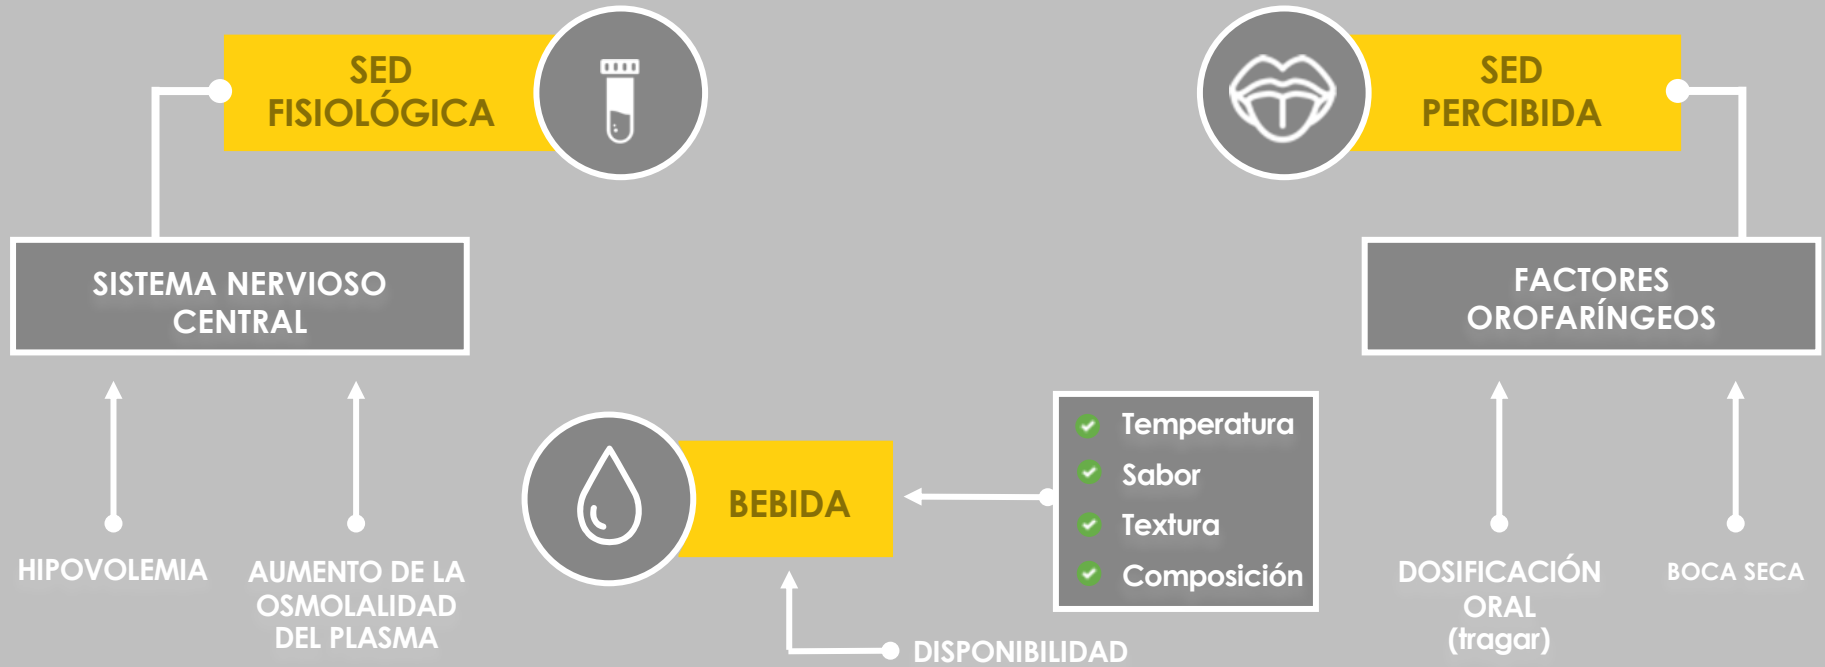 SED
FISIOLÓGICA
SED
PERCIBIDA
SISTEMA NERVIOSO
CENTRAL
FACTORES
OROFARÍNGEOS
HIPOVOLEMIA
AUMENTO DE LA
OSMOLALIDAD
DEL PLASMA
BEBIDA
Temperatura
Sabor
Textura
Composición
DISPONIBILIDAD
DOSIFICACIÓN
ORAL
(tragar)
BOCA SECA